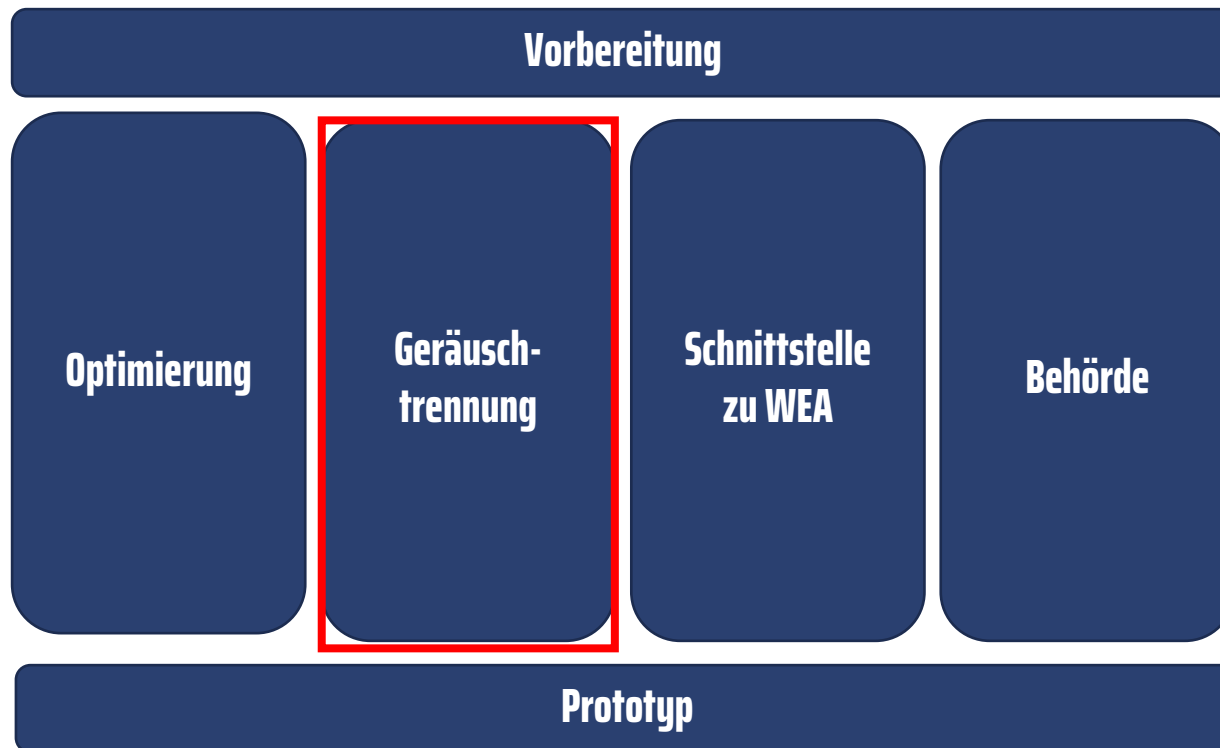 Vorbereitung
Optimierung
Geräusch-
trennung
Schnittstelle
zu WEA
Behörde
Prototyp